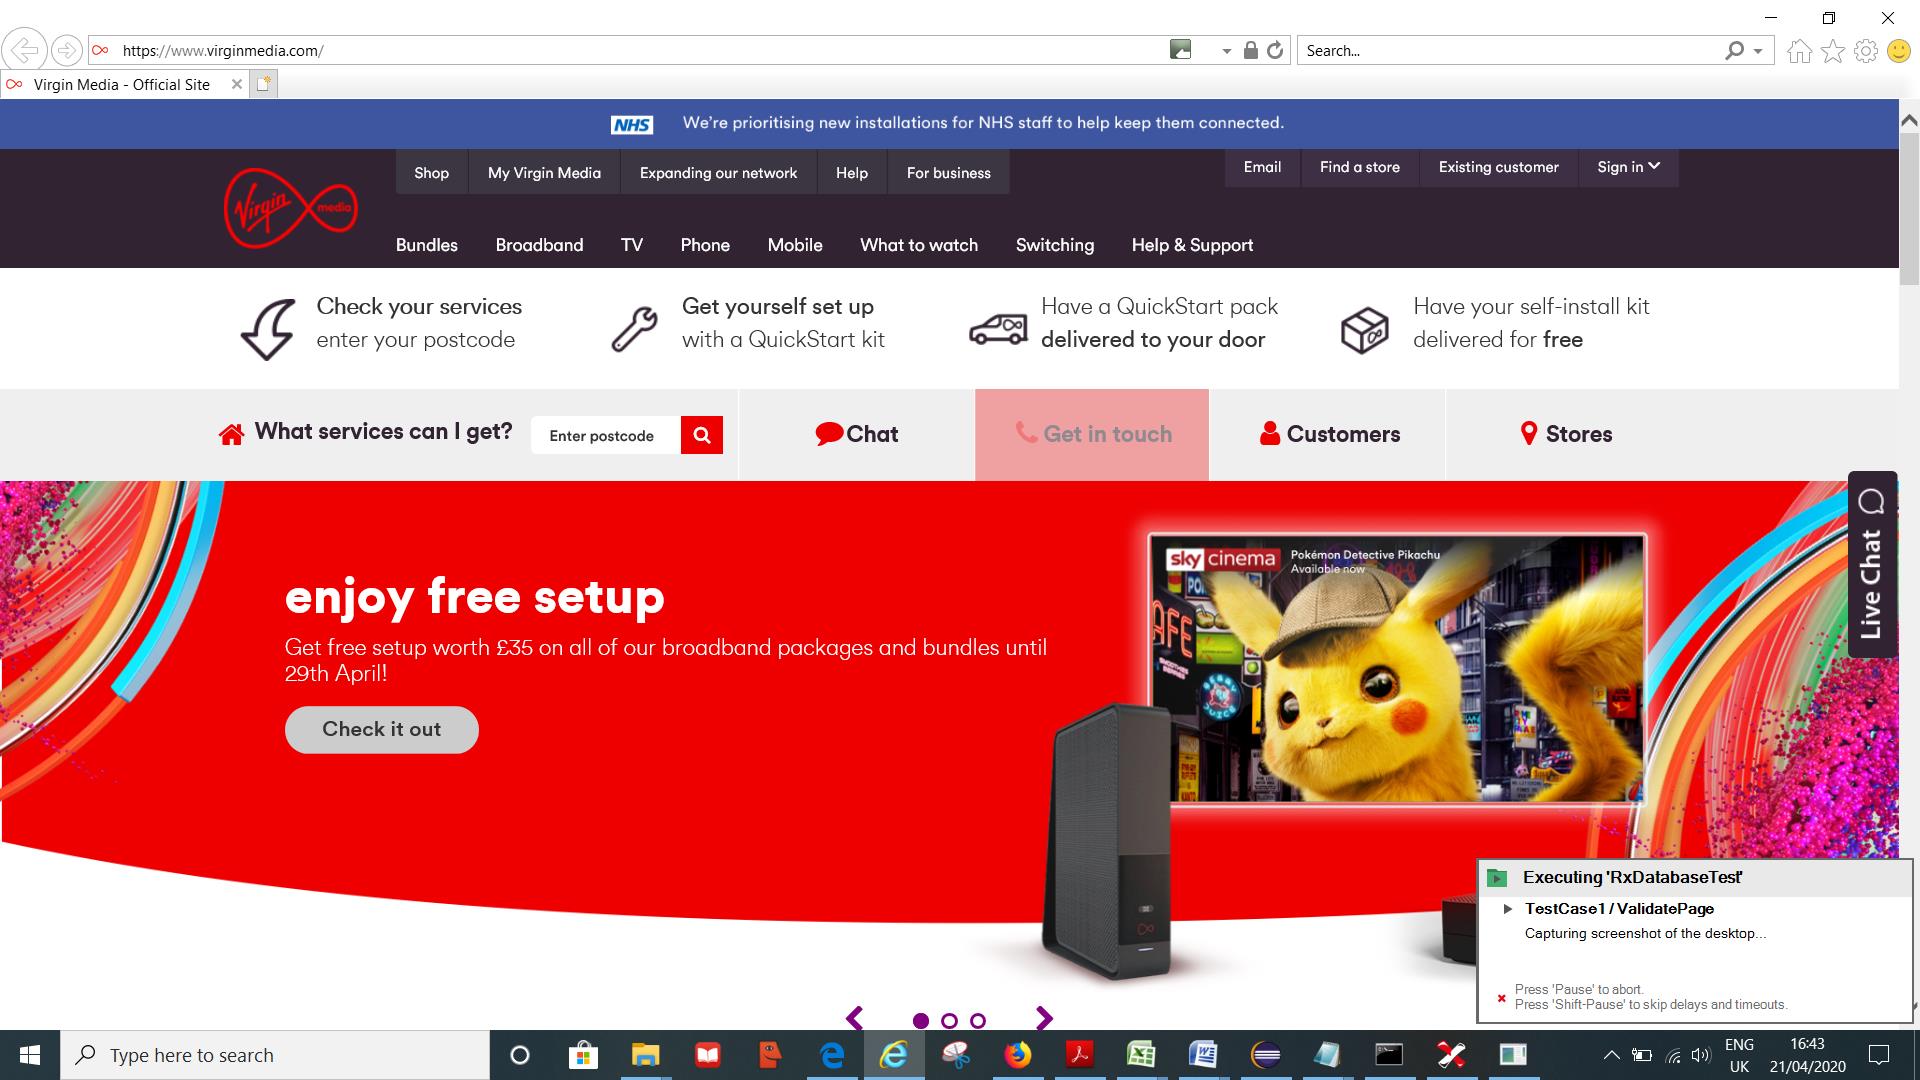 https://www.virginmedia.com/
Search...
Virgin Media - Official Site
NHS We're prioritising new installations for NHS staff to help keep them connected.
Shop My Virgin Media Expanding our network Help For business
Email Find a store Existing customer Sign in
Virgin media
Bundles Broadband TV Phone Mobile What to watch Switching Help & Support
Check your services
enter your postcode
Get yourself set up
with a QuickStart kit
Have a QuickStart pack
delivered to your door
Have your self-install kit
delivered for free
What services can I get? Enter postcode
Chat
Get in touch
Customers
Stores
Live Chat
enjoy free setup
Get free setup worth £35 on all of our broadband packages and bundles until
29th April!
Check it out
sky cinema
Pokémon Detective Pikachu
Available now
AFE
JUICE
Executing 'RxDatabaseTest'
TestCase1 / ValidatePage
Capturing screenshot of the desktop...
Press 'Pause' to abort.
Press 'Shift-Pause' to skip delays and timeouts.
Type here to search
ENG
UK
16:43
21/04/2020